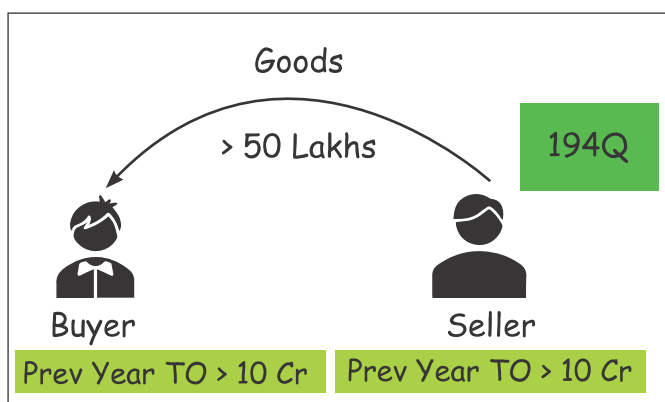 Goods
> 50 Lakhs
194Q
Buyer
Seller
Prev Year TO > 10 Cr
Prev Year TO > 10 Cr